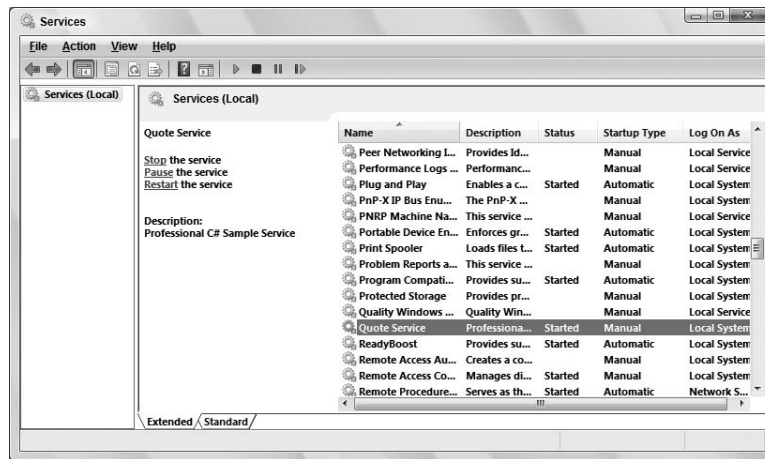 Services
File Action View Help
Services (Local)
Services (Local)
Quote Service
Stop the service
Pause the service
Restart the service
Description:
Professional C# Sample Service
Name Description Status Startup Type Log On As
Peer Networking I... Provides Id... Manual Local Service
Performance Logs ... Performanc... Manual Local Service
Plug and Play Enables a c... Started Automatic Local System
PnP-X IP Bus Enu... The PnP-X ... Manual Local System
PNRP Machine Na... This service ... Manual Local Service
Portable Device En... Enforces gr... Started Automatic Local System
Print Spooler Loads files t... Started Automatic Local System
Problem Reports a... This service ... Manual Local System
Program Compati... Provides su... Started Automatic Local System
Protected Storage Provides pr... Manual Local System
Quality Windows ... Quality Win... Manual Local Service
Quote Service Professiona... Started Manual Local System
ReadyBoost Provides su... Started Automatic Local System
Remote Access Au... Creates a co... Manual Local System
Remote Access Co... Manages di... Started Manual Local System
Remote Procedure... Serves as th... Started Automatic Network S...
Extended Standard